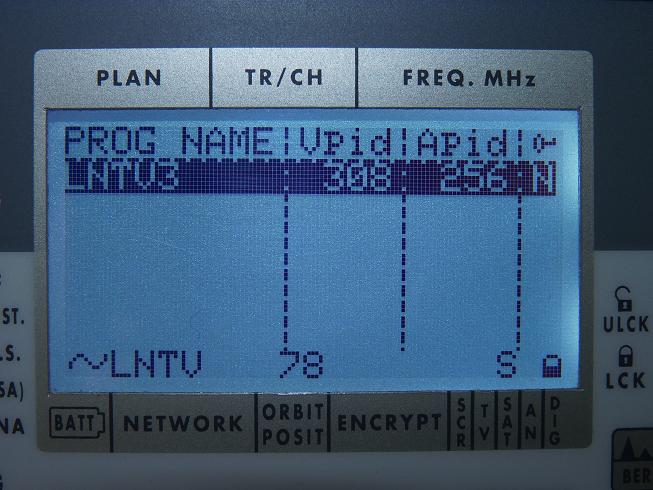 PLAN TR/CH FREQ. MHz
PROG NAME Vpid APid
LNTV3 308 256 N
~LNTV 78 S
BATT NETWORK ORBIT POSIT ENCRYPT SCR TV SAT AN DIG
ST.
.S.
SA)
NA
ULCK
LCK
BER